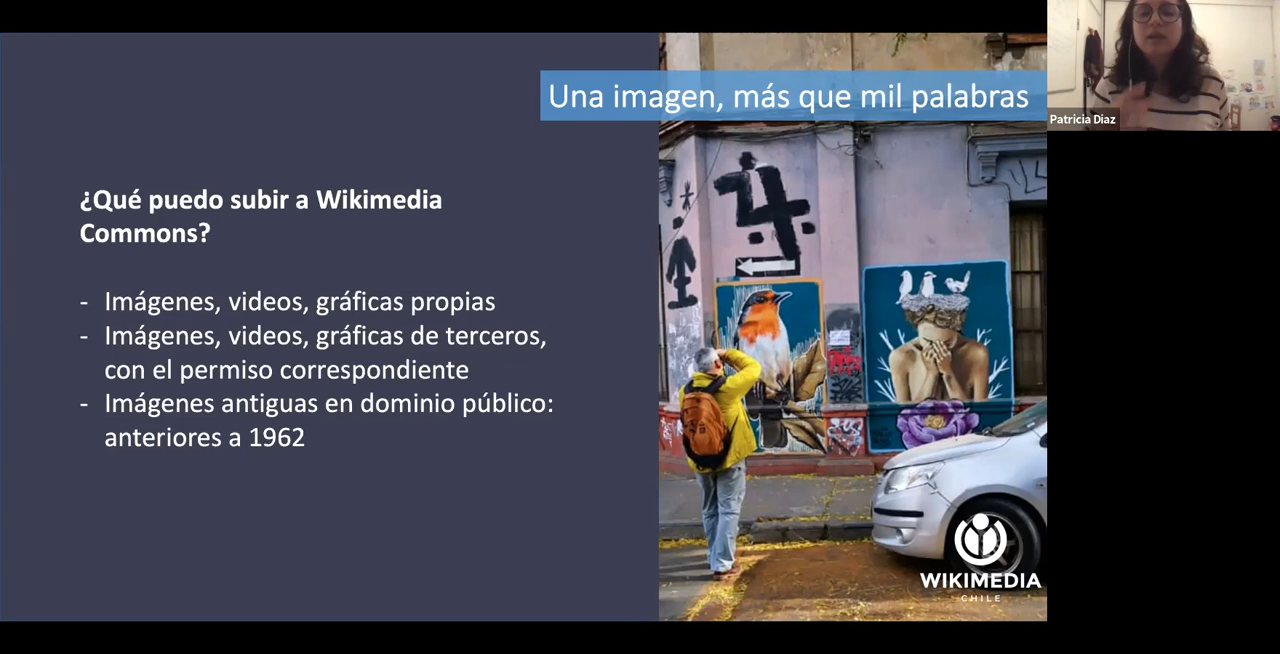 Una imagen, más que mil palabras
Patricia Diaz
¿Qué puedo subir a Wikimedia
Commons?
- Imágenes, videos, gráficas propias
- Imágenes, videos, gráficas de terceros,
con el permiso correspondiente
- Imágenes antiguas en dominio público:
anteriores a 1962
WIKIMEDIA
CHILE